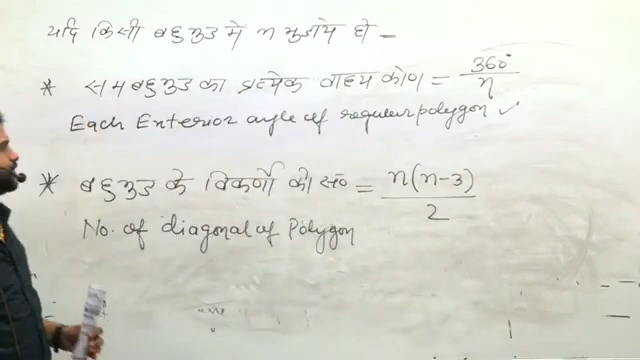 यदि किसी बहुभुज में n भुजायें हो -
* समबहुभुज का प्रत्येक वाह्य कोण = 360°/n
Each Exterior angle of reguler polygon ✓
* बहुभुज के विकर्णों की सं० = n(n-3)/2
No. of diagonal of Polygon